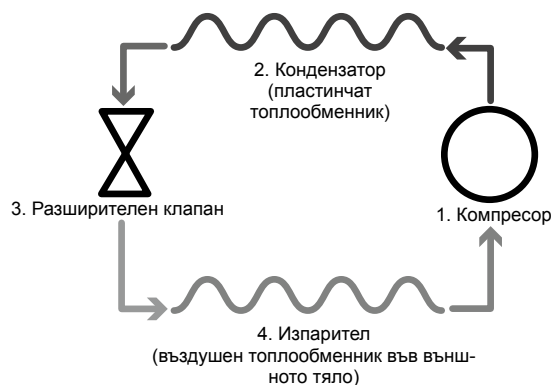 2. Кондензатор
(пластинчат
топлообменник)
3. Разширителен клапан
1. Компресор
4. Изпарител
(въздушен топлообменник във външ-
ното тяло)